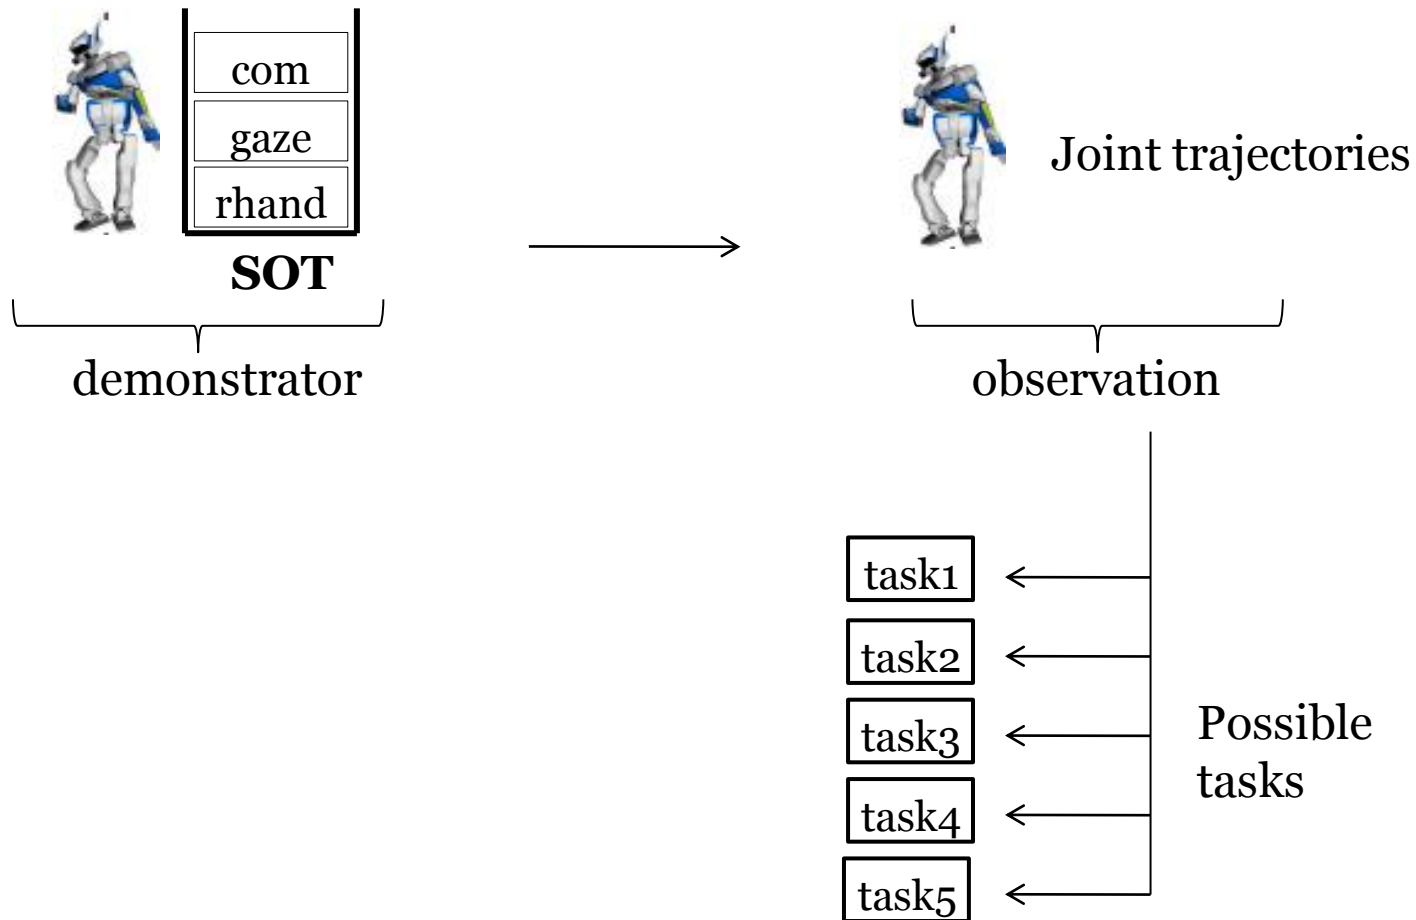 com
gaze
rhand
SOT
demonstrator
Joint trajectories
observation
task1
task2
task3
task4
task5
Possible
tasks